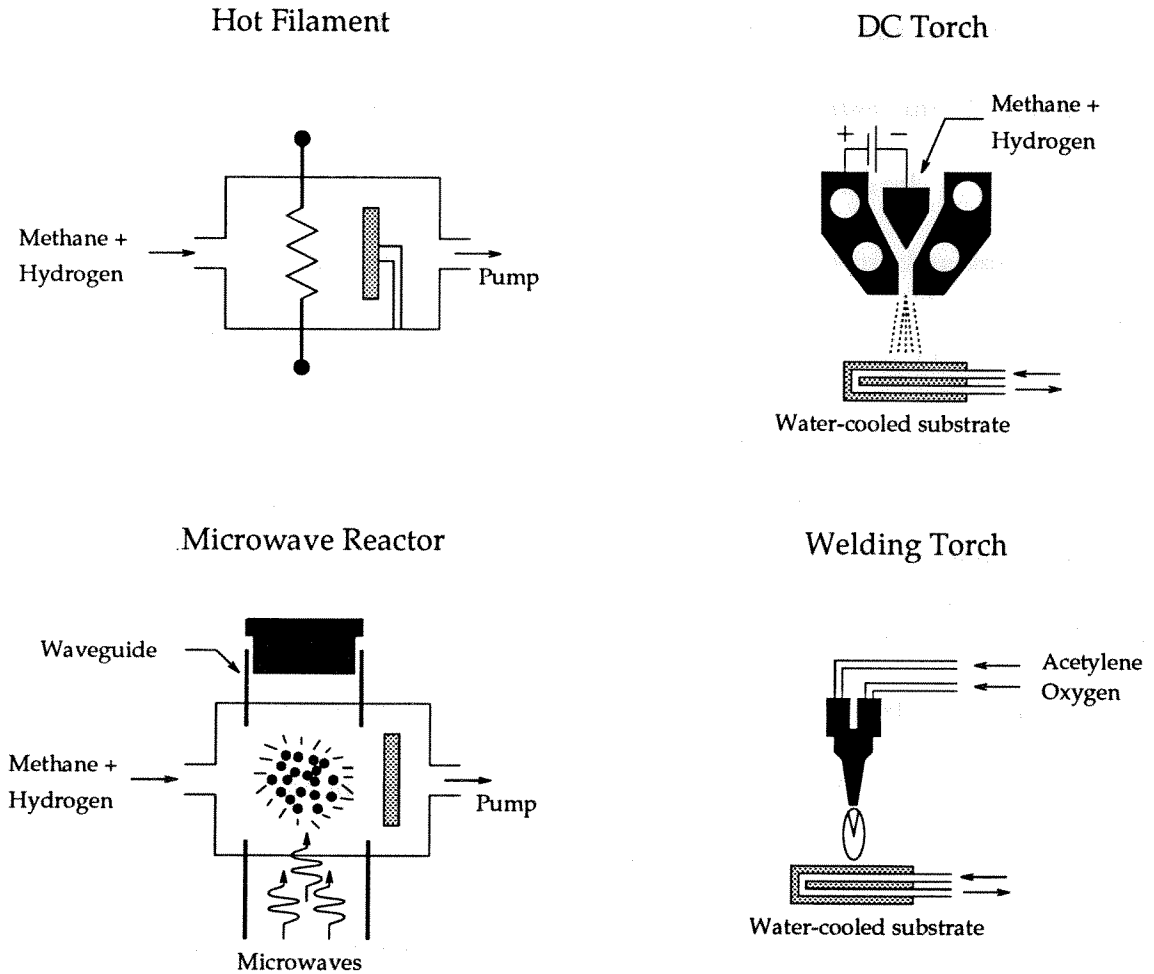 Hot Filament
Methane +
Hydrogen
Pump
DC Torch
Methane +
Hydrogen
+ −
Water-cooled substrate
Microwave Reactor
Waveguide
Methane +
Hydrogen
Pump
Microwaves
Welding Torch
Acetylene
Oxygen
Water-cooled substrate